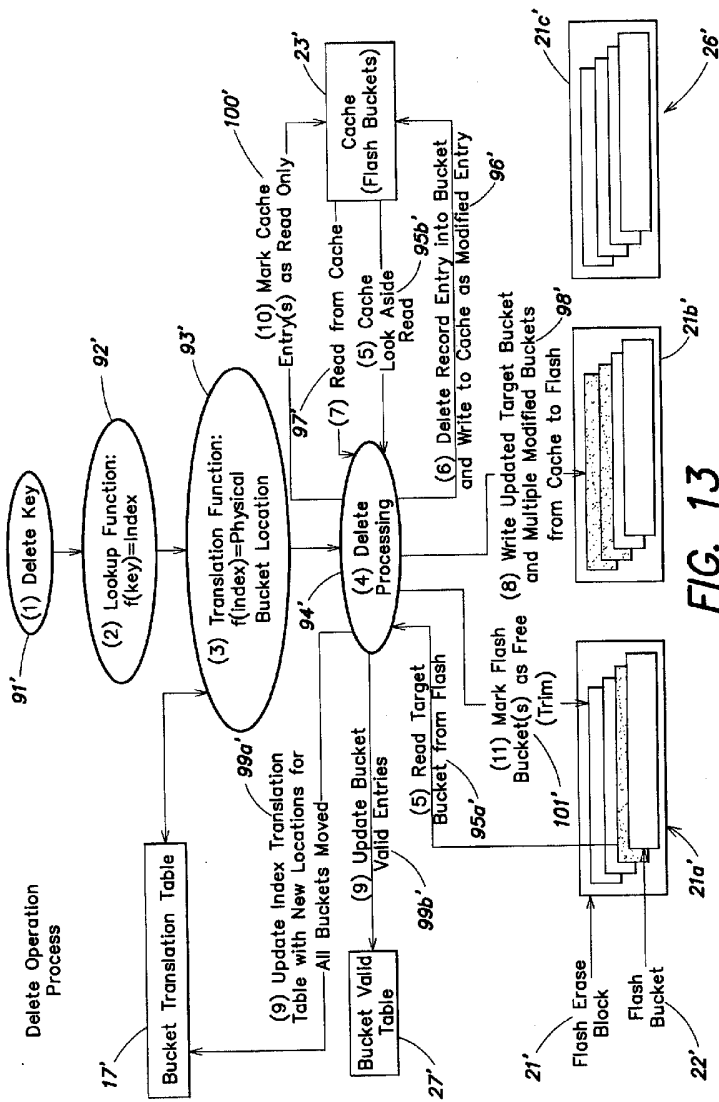 Delete Operation
Process
91'
(1) Delete Key
92'
(2) Lookup Function:
f(key)=Index
93'
(3) Translation Function:
f(index)=Physical
Bucket Location
17'
Bucket Translation Table
99a'
(9) Update Index Translation
Table with New Locations for
All Buckets Moved
94'
(4) Delete
Processing
100'
(10) Mark Cache
Entry(s) as Read Only
97'
(7) Read from Cache
(5) Cache
Look Aside
Read
95b'
23'
Cache
(Flash Buckets)
(6) Delete Record Entry into Bucket
and Write to Cache as Modified Entry
96'
(9) Update Bucket
Valid Entries
99b'
Bucket Valid
Table
27'
(5) Read Target
Bucket from Flash
95a'
(11) Mark Flash
Bucket(s) as Free
(Trim)
101'
(8) Write Updated Target Bucket
and Multiple Modified Buckets
from Cache to Flash
98'
21'
Flash Erase
Block
Flash
Bucket
22'
21a'
21b'
21c'
26'
FIG. 13